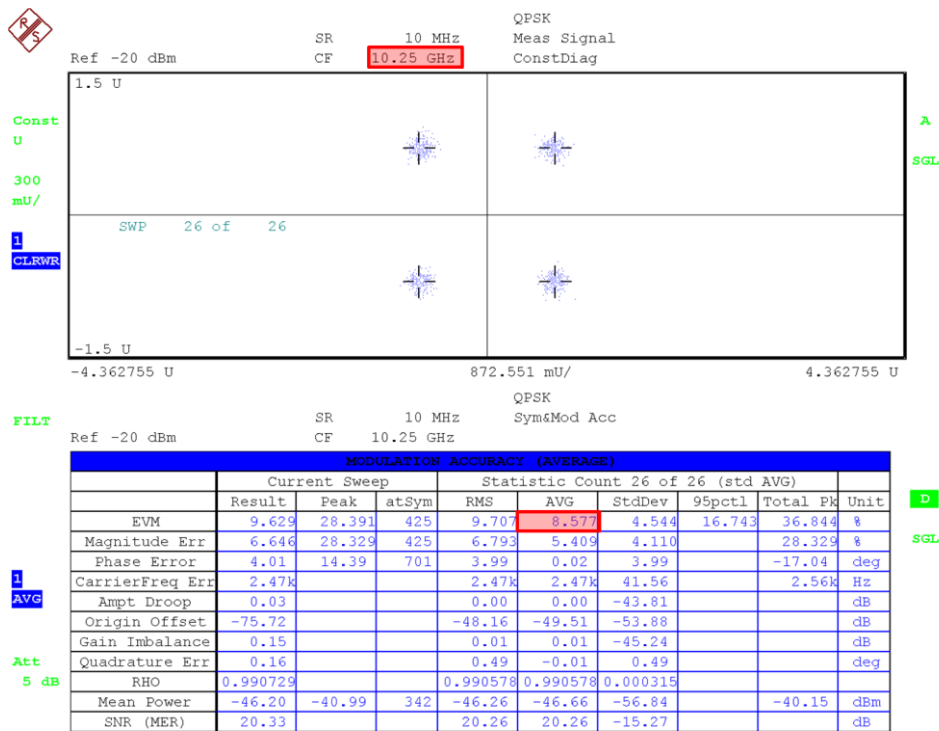 R
S
QPSK
SR 10 MHz Meas Signal
Ref -20 dBm CF 10.25 GHz ConstDiag
1.5 U
Const
U
A
SGL
300
mU/
SWP 26 of 26
1
CLRWR
-1.5 U
-4.362755 U 872.551 mU/ 4.362755 U
QPSK
FILT SR 10 MHz Sym&Mod Acc
Ref -20 dBm CF 10.25 GHz
MODULATION ACCURACY (AVERAGE)
Current Sweep Statistic Count 26 of 26 (std AVG)
Result Peak atSym RMS AVG StdDev 95pctl Total Pk Unit
D
EVM 9.629 28.391 425 9.707 8.577 4.544 16.743 36.844 %
Magnitude Err 6.646 28.329 425 6.793 5.409 4.110 28.329 %
SGL
Phase Error 4.01 14.39 701 3.99 0.02 3.99 -17.04 deg
1
CarrierFreq Err 2.47k 2.47k 2.47k 41.56 2.56k Hz
AVG
Ampt Droop 0.03 0.00 0.00 -43.81 dB
Origin Offset -75.72 -48.16 -49.51 -53.88 dB
Gain Imbalance 0.15 0.01 0.01 -45.24 dB
Att
Quadrature Err 0.16 0.49 -0.01 0.49 deg
5 dB
RHO 0.990729 0.990578 0.990578 0.000315
Mean Power -46.20 -40.99 342 -46.26 -46.66 -56.84 -40.15 dBm
SNR (MER) 20.33 20.26 20.26 -15.27 dB